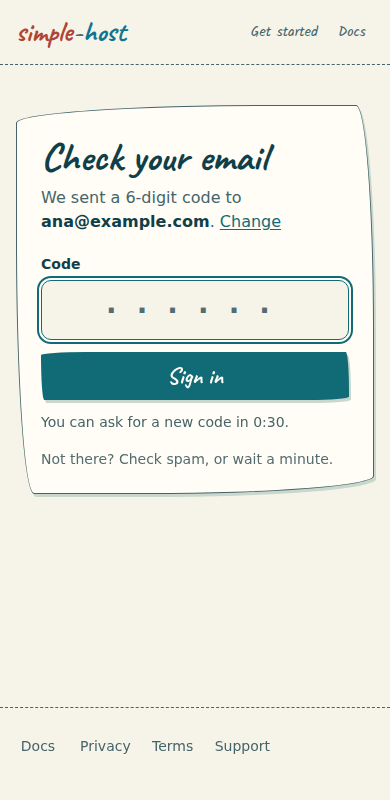 simple-host
Get started
Docs
Check your email
We sent a 6-digit code to
ana@example.com. Change
Code
Sign in
You can ask for a new code in 0:30.
Not there? Check spam, or wait a minute.
Docs
Privacy
Terms
Support